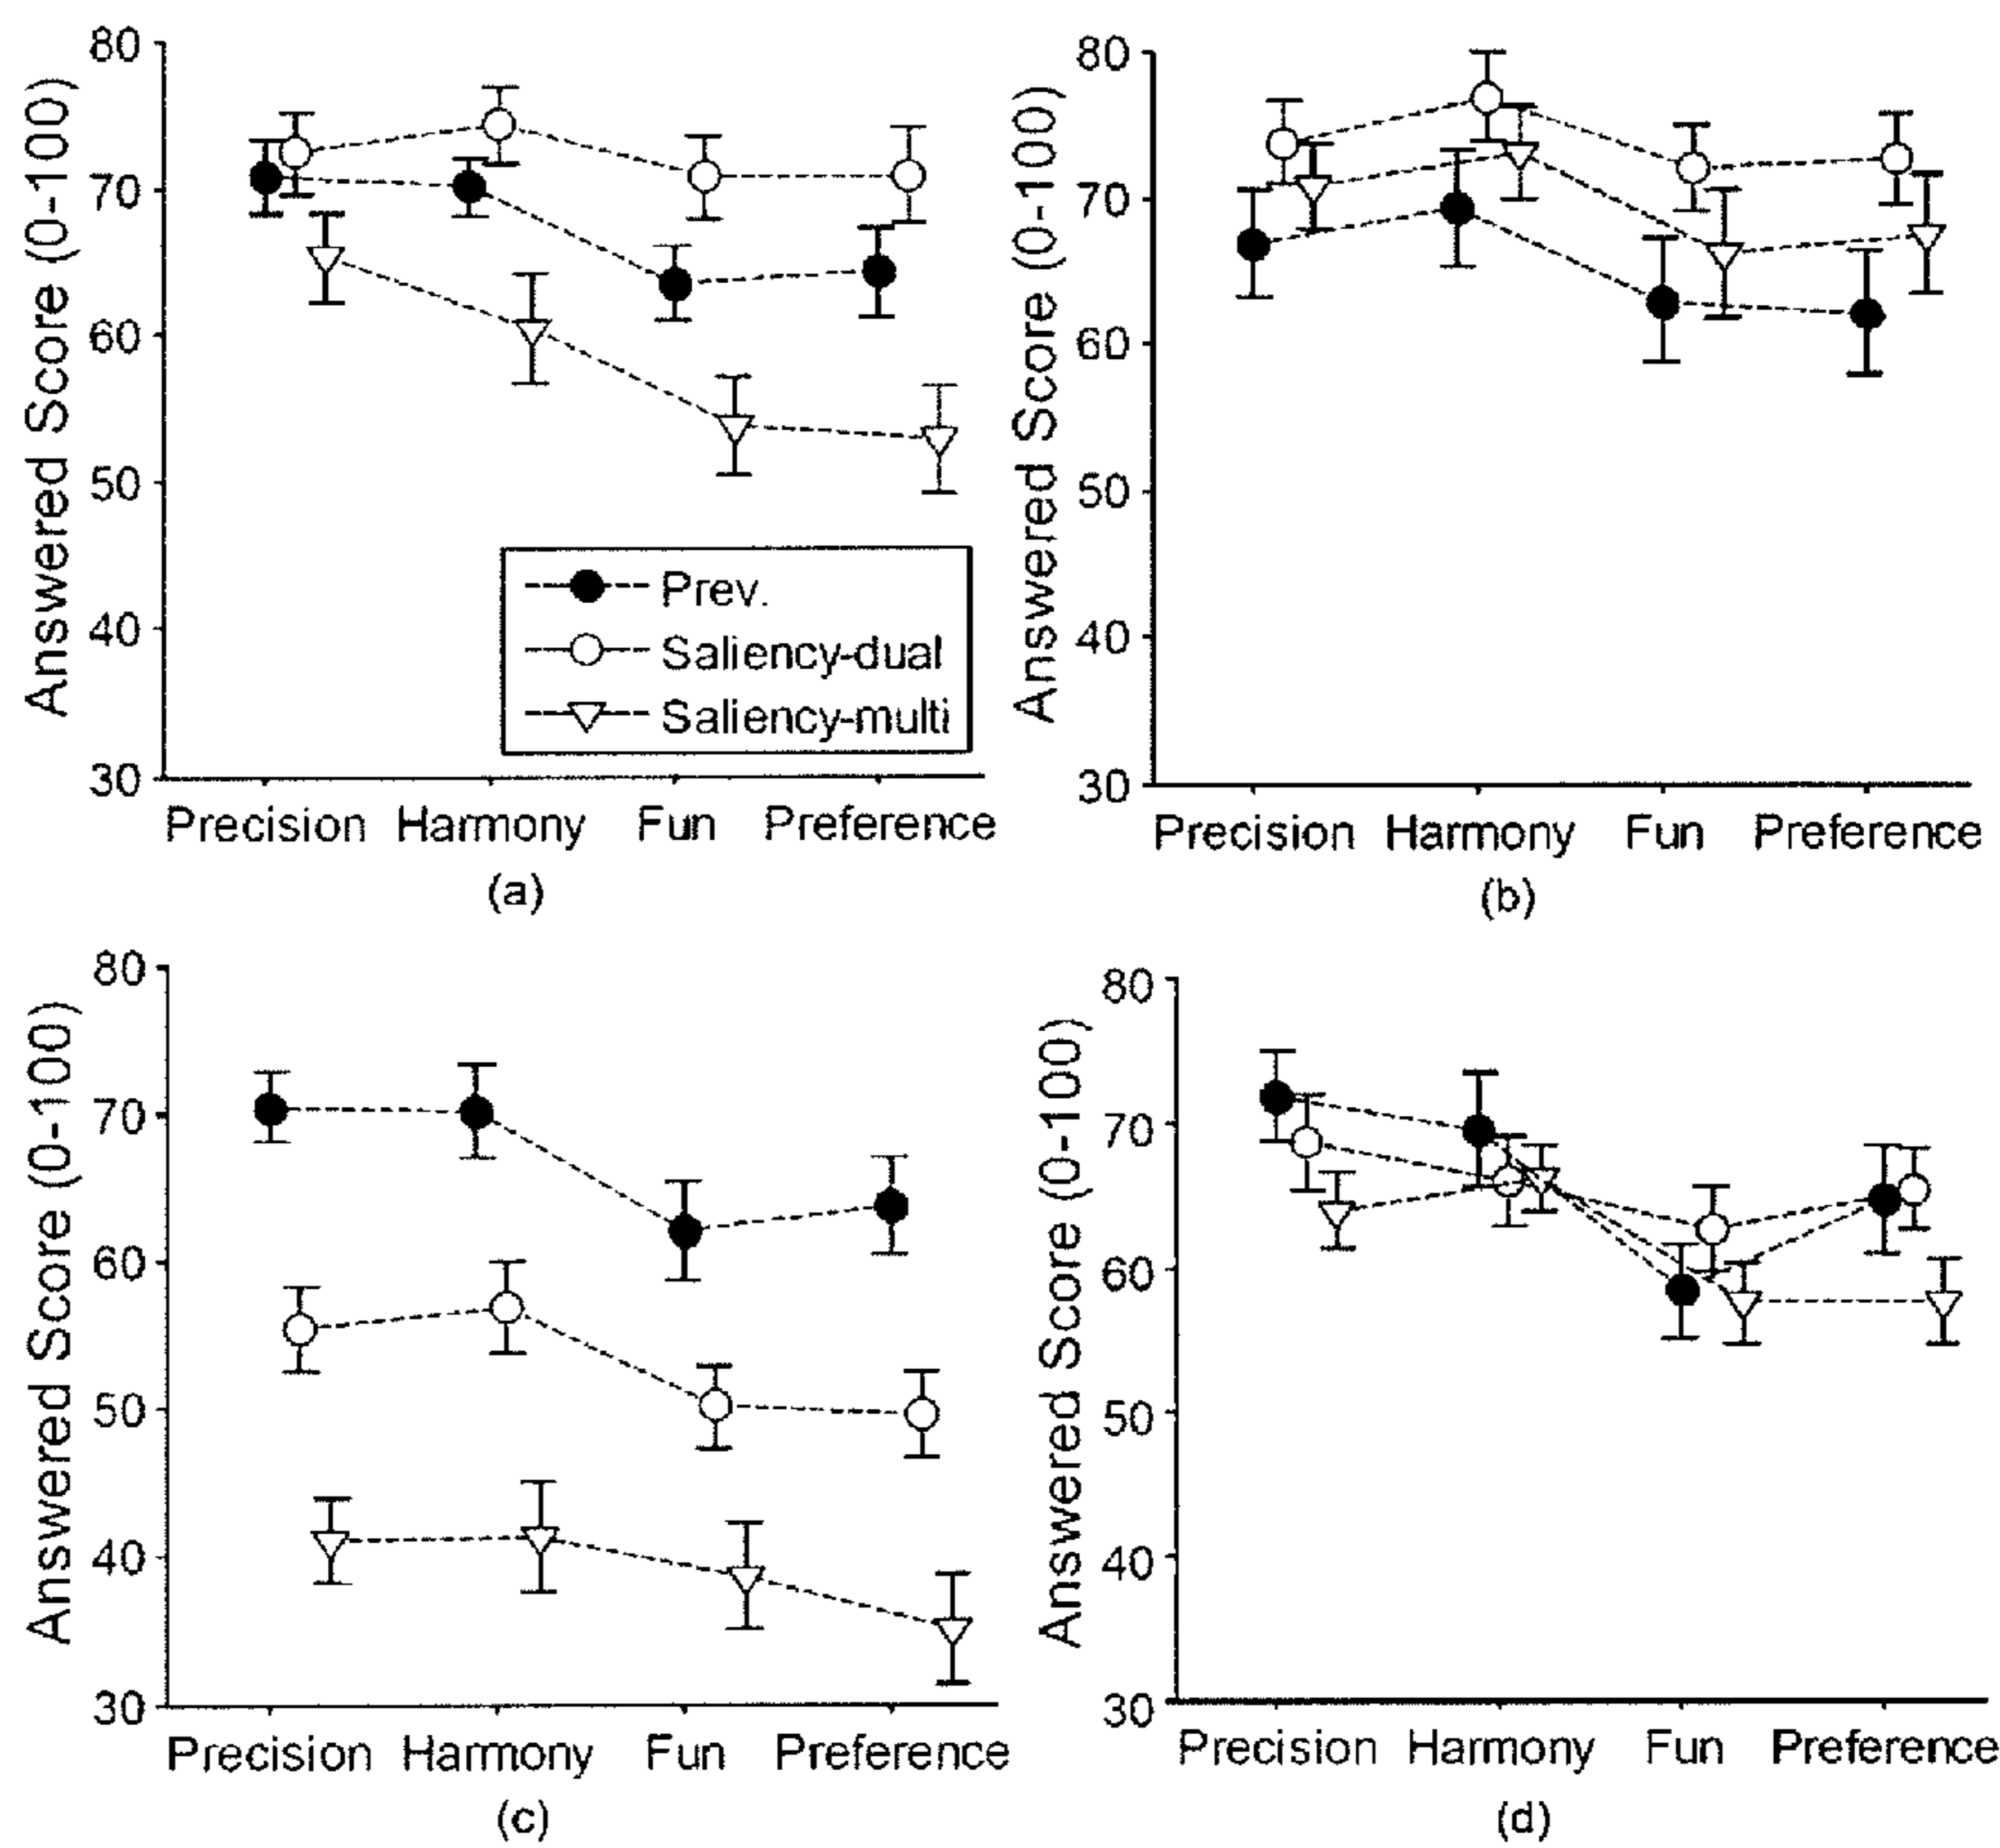 Answered Score (0-100)
80
70
60
50
40
30
Prev.
Saliency-dual
Saliency-multi
Precision Harmony Fun Preference
(a)
Answered Score (0-100)
80
70
60
50
40
30
Precision Harmony Fun Preference
(b)
Answered Score (0-100)
80
70
60
50
40
30
Precision Harmony Fun Preference
(c)
Answered Score (0-100)
80
70
60
50
40
30
Precision Harmony Fun Preference
(d)